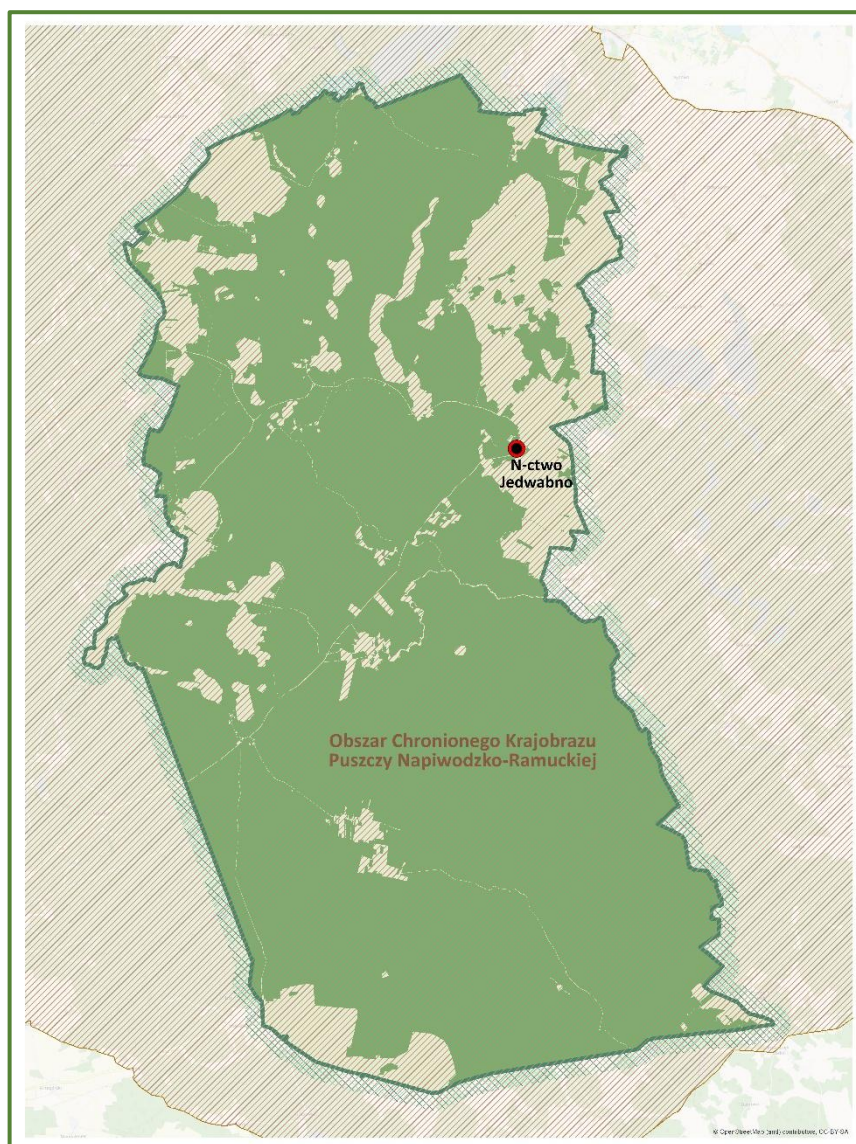 N-ctwo
Jedwabno
Obszar Chronionego Krajobrazu
Puszczy Napiwodzko-Ramuckiej
© OpenStreetMap (and) contributors, CC-BY-SA